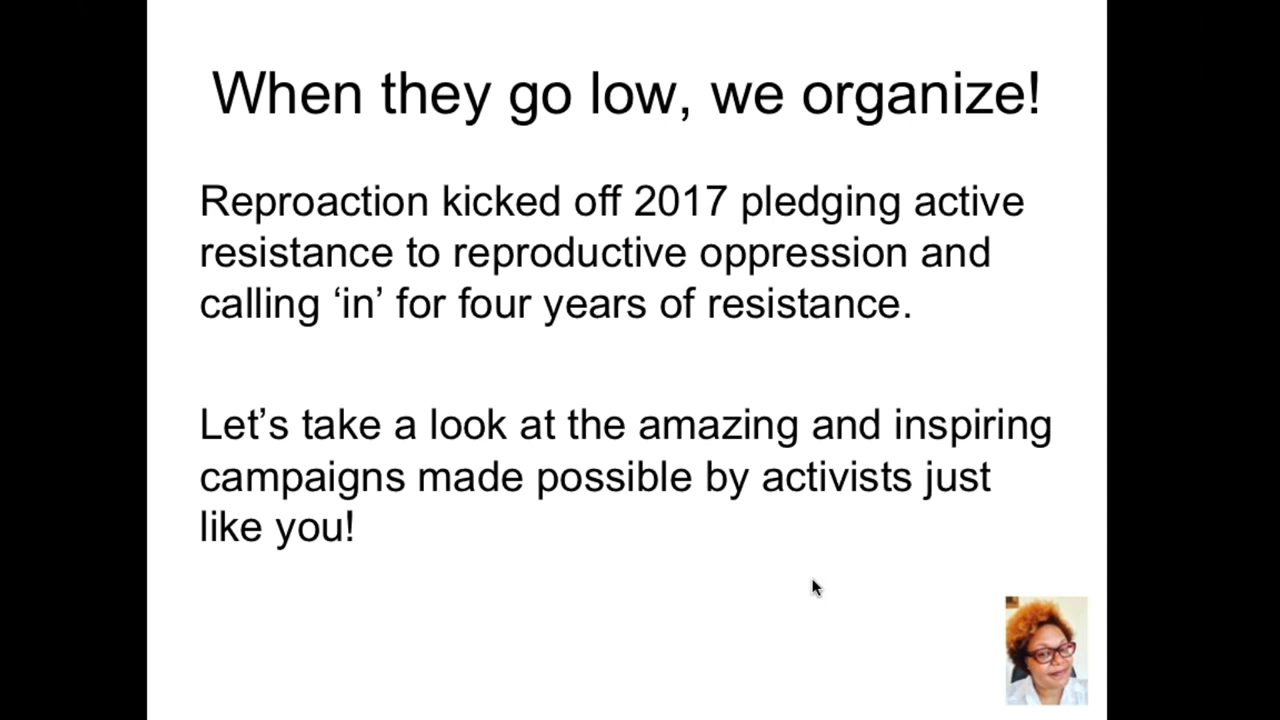 When they go low, we organize!
Reproaction kicked off 2017 pledging active
resistance to reproductive oppression and
calling ‘in’ for four years of resistance.
Let’s take a look at the amazing and inspiring
campaigns made possible by activists just
like you!